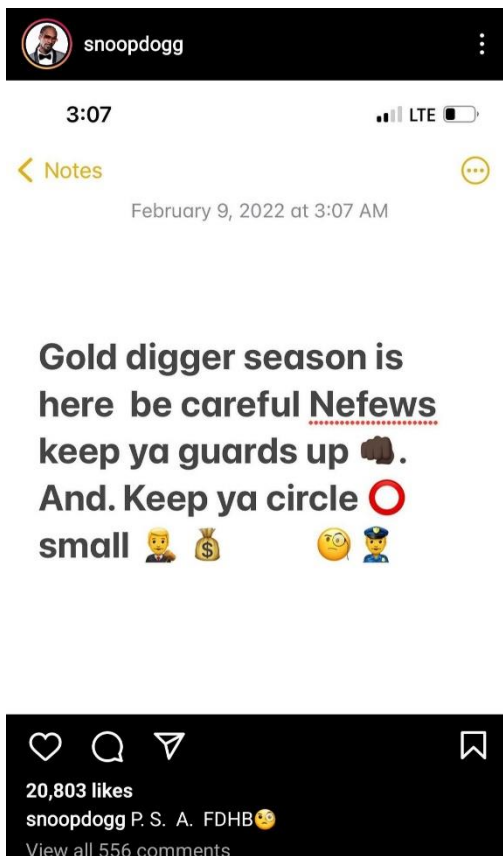 snoopdogg
3:07 LTE
Notes
February 9, 2022 at 3:07 AM
Gold digger season is
here be careful Nefews
keep ya guards up 👊🏿.
And. Keep ya circle ⭕
small 👨‍⚖️ 💰 🧐 👮
20,803 likes
snoopdogg P. S. A. FDHB🧐
View all 556 comments